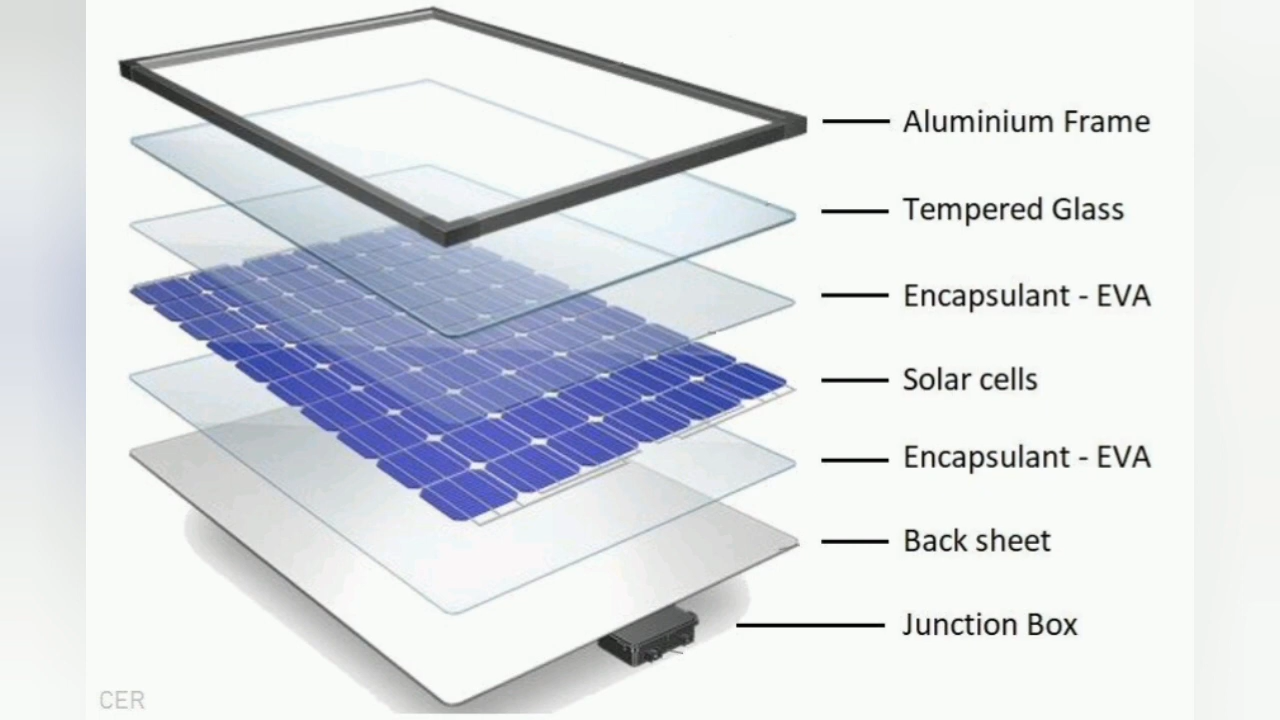 Aluminium Frame
Tempered Glass
Encapsulant - EVA
Solar cells
Encapsulant - EVA
Back sheet
Junction Box
CER